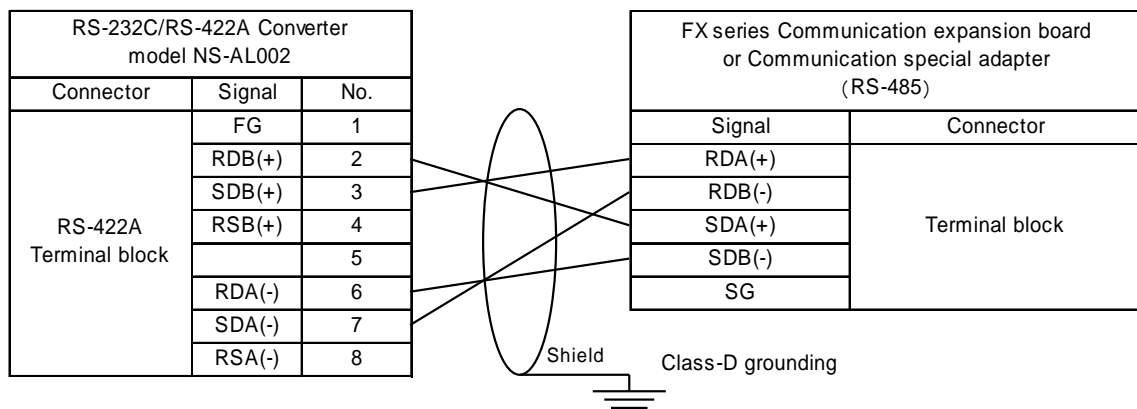 RS-232C/RS-422A Converter
model NS-AL002
Connector Signal No.
RS-422A
Terminal block
FG 1
RDB(+) 2
SDB(+) 3
RSB(+) 4
5
RDA(-) 6
SDA(-) 7
RSA(-) 8
Shield
Class-D grounding
FX series Communication expansion board
or Communication special adapter
(RS-485)
Signal Connector
RDA(+)
RDB(-)
SDA(+)
SDB(-)
SG
Terminal block